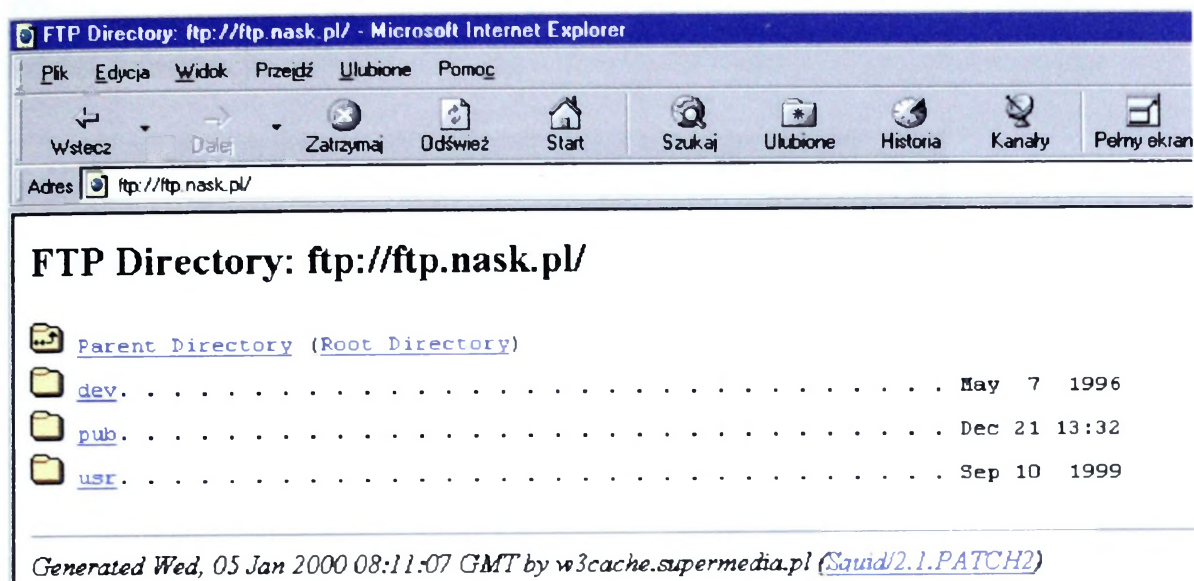 FTP Directory: ftp://ftp.nask.pl/ - Microsoft Internet Explorer
Plik Edycja Widok Przejdź Ulubione Pomoc
Wstecz Dalej Zatrzymaj Odśwież Start Szukaj Ulubione Historia Kanały Pełny ekran
Adres ftp://ftp.nask.pl/
FTP Directory: ftp://ftp.nask.pl/
Parent Directory (Root Directory)
dev. . . . . . . . . . . . . . . . . . . . . . . . . . . . . . . . May 7 1996
pub. . . . . . . . . . . . . . . . . . . . . . . . . . . . . . . . Dec 21 13:32
usr. . . . . . . . . . . . . . . . . . . . . . . . . . . . . . . . Sep 10 1999
Generated Wed, 05 Jan 2000 08:11:07 GMT by w3cache.supermedia.pl (Squid/2.1.PATCH2)